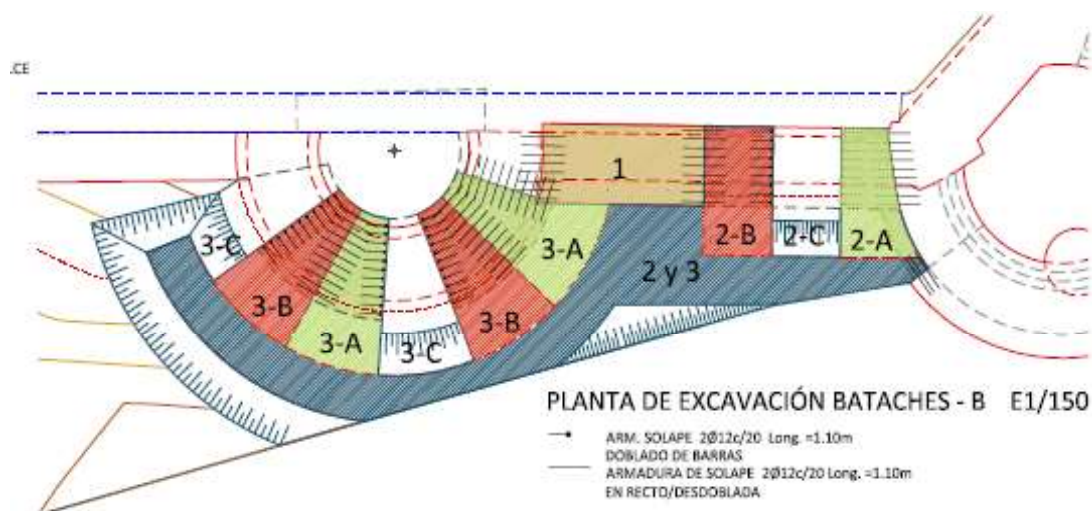 .CE
1
3-A
2-B
2-C
2-A
3-C
2 y 3
3-B
3-B
3-A
3-C
PLANTA DE EXCAVACIÓN BATACHES - B E1/150
ARM. SOLAPE 2Ø12c/20 Long. =1.10m
DOBLADO DE BARRAS
ARMADURA DE SOLAPE 2Ø12c/20 Long. =1.10m
EN RECTO/DESDOBLADA